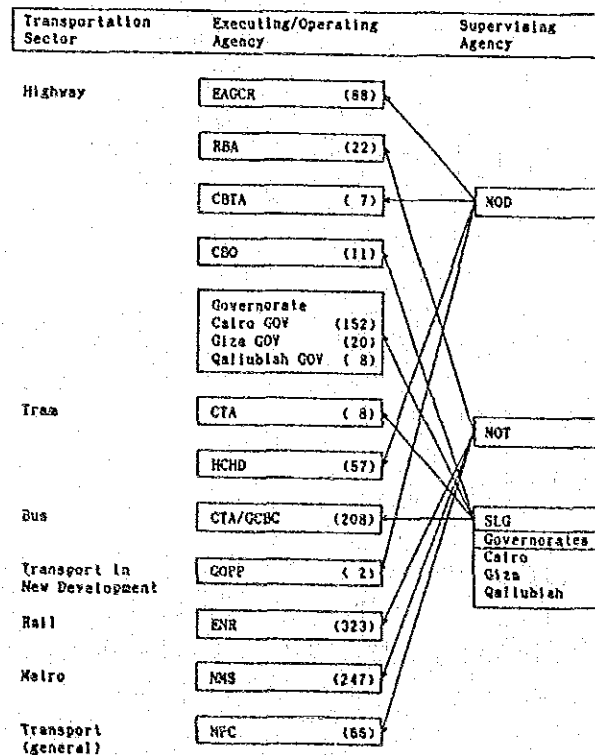 Transportation Executing/Operating Supervising
Sector Agency Agency
Highway EAGCR (88)
RBA (22)
CBTA ( 7) MOD
CBO (11)
Governorate
Cairo GOV (152)
Giza GOV (20)
Qaliubiah GOV ( 8)
Tram CTA ( 8) MOT
HCHD (57)
Bus CTA/GCBC (208) SLG
Governorates
Cairo
Giza
Qaliubiah
Transport in GOPP ( 2)
New Development
Rail ENR (323)
Metro NMS (247)
Transport MPC (66)
(general)